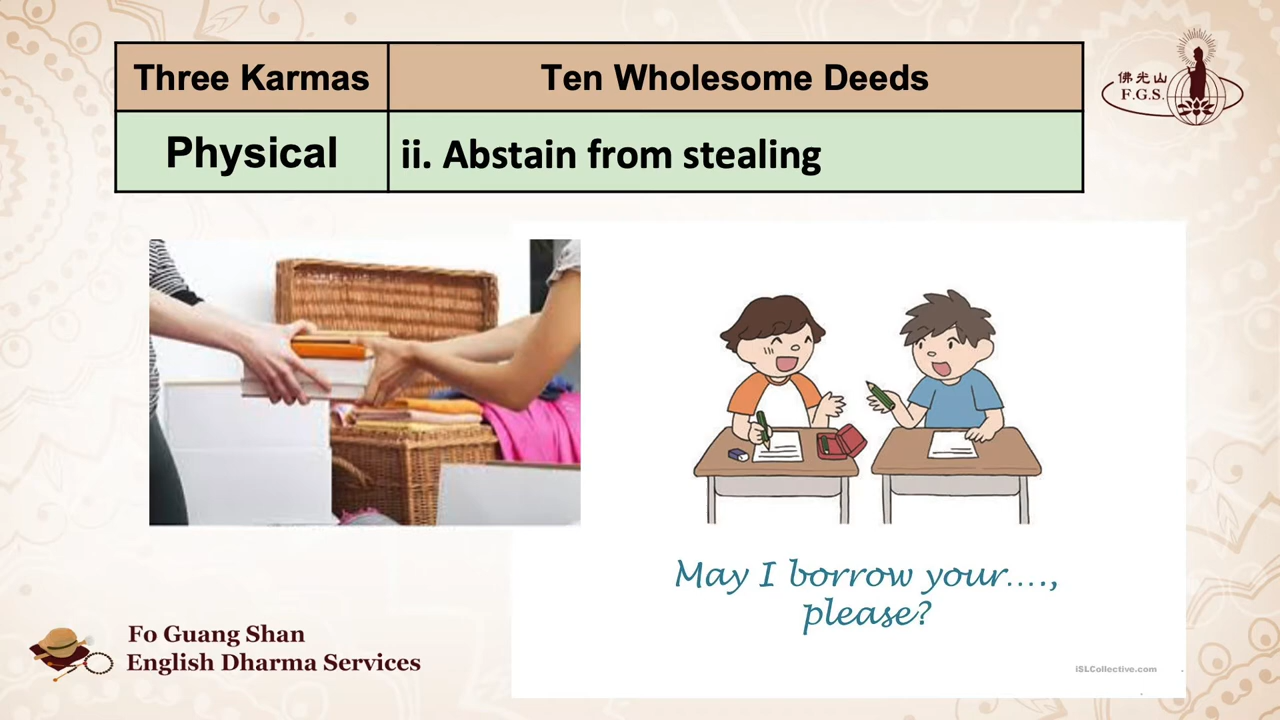 Three Karmas
Ten Wholesome Deeds
Physical
ii. Abstain from stealing
佛光山
F.G.S.
May I borrow your....,
please?
Fo Guang Shan
English Dharma Services
iSLCollective.com